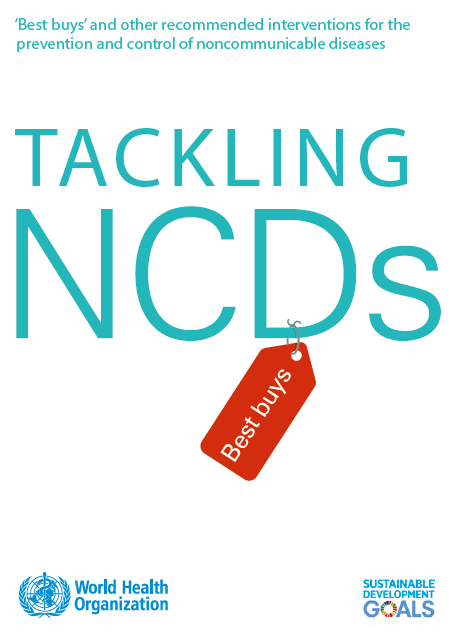 ‘Best buys’ and other recommended interventions for the
prevention and control of noncommunicable diseases
TACKLING
NCDs
Best buys
World Health
Organization
SUSTAINABLE
DEVELOPMENT
GOALS